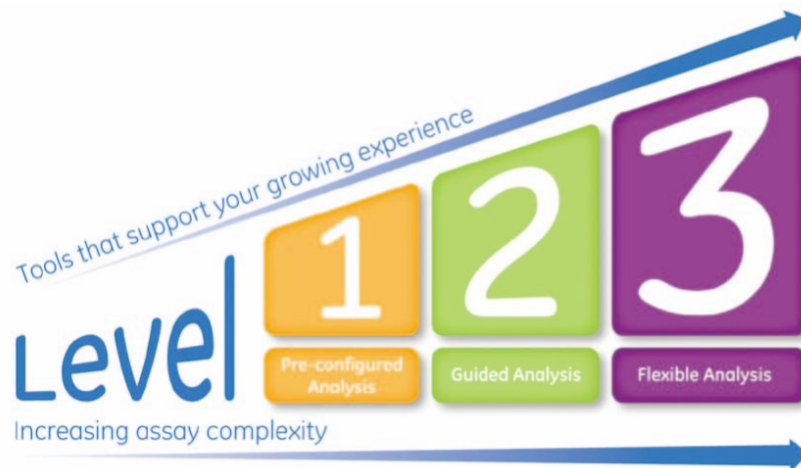 Tools that support your growing experience
Level
1
2
3
Pre-configured
Analysis
Guided Analysis
Flexible Analysis
Increasing assay complexity